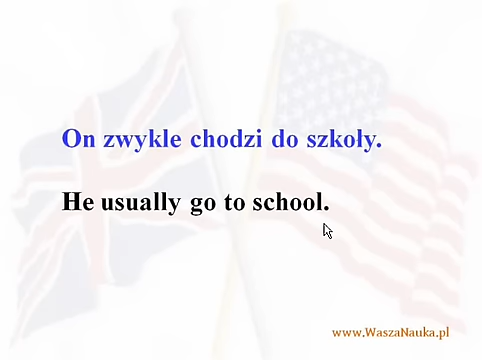 On zwykle chodzi do szkoły.
He usually go to school.
www.WaszaNauka.pl